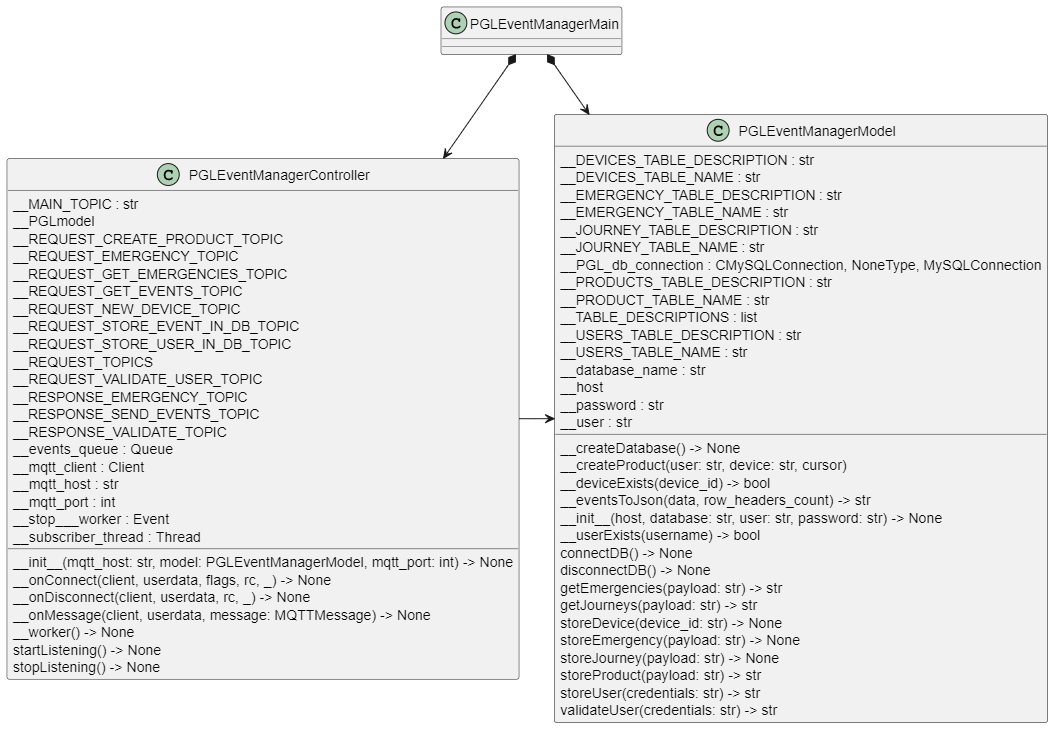 C PGLEventManagerMain
C PGLEventManagerController
__MAIN_TOPIC : str
__PGLmodel
__REQUEST_CREATE_PRODUCT_TOPIC
__REQUEST_EMERGENCY_TOPIC
__REQUEST_GET_EMERGENCIES_TOPIC
__REQUEST_GET_EVENTS_TOPIC
__REQUEST_NEW_DEVICE_TOPIC
__REQUEST_STORE_EVENT_IN_DB_TOPIC
__REQUEST_STORE_USER_IN_DB_TOPIC
__REQUEST_TOPICS
__REQUEST_VALIDATE_USER_TOPIC
__RESPONSE_EMERGENCY_TOPIC
__RESPONSE_SEND_EVENTS_TOPIC
__RESPONSE_VALIDATE_TOPIC
__events_queue : Queue
__mqtt_client : Client
__mqtt_host : str
__mqtt_port : int
__stop___worker : Event
__subscriber_thread : Thread
__init__(mqtt_host: str, model: PGLEventManagerModel, mqtt_port: int) -> None
__onConnect(client, userdata, flags, rc, _) -> None
__onDisconnect(client, userdata, rc, _) -> None
__onMessage(client, userdata, message: MQTTMessage) -> None
__worker() -> None
startListening() -> None
stopListening() -> None
C PGLEventManagerModel
__DEVICES_TABLE_DESCRIPTION : str
__DEVICES_TABLE_NAME : str
__EMERGENCY_TABLE_DESCRIPTION : str
__EMERGENCY_TABLE_NAME : str
__JOURNEY_TABLE_DESCRIPTION : str
__JOURNEY_TABLE_NAME : str
__PGL_db_connection : CMySQLConnection, NoneType, MySQLConnection
__PRODUCTS_TABLE_DESCRIPTION : str
__PRODUCT_TABLE_NAME : str
__TABLE_DESCRIPTIONS : list
__USERS_TABLE_DESCRIPTION : str
__USERS_TABLE_NAME : str
__database_name : str
__host
__password : str
__user : str
__createDatabase() -> None
__createProduct(user: str, device: str, cursor)
__deviceExists(device_id) -> bool
__eventsToJson(data, row_headers_count) -> str
__init__(host, database: str, user: str, password: str) -> None
__userExists(username) -> bool
connectDB() -> None
disconnectDB() -> None
getEmergencies(payload: str) -> str
getJourneys(payload: str) -> str
storeDevice(device_id: str) -> None
storeEmergency(payload: str) -> None
storeJourney(payload: str) -> None
storeProduct(payload: str) -> str
storeUser(credentials: str) -> str
validateUser(credentials: str) -> str